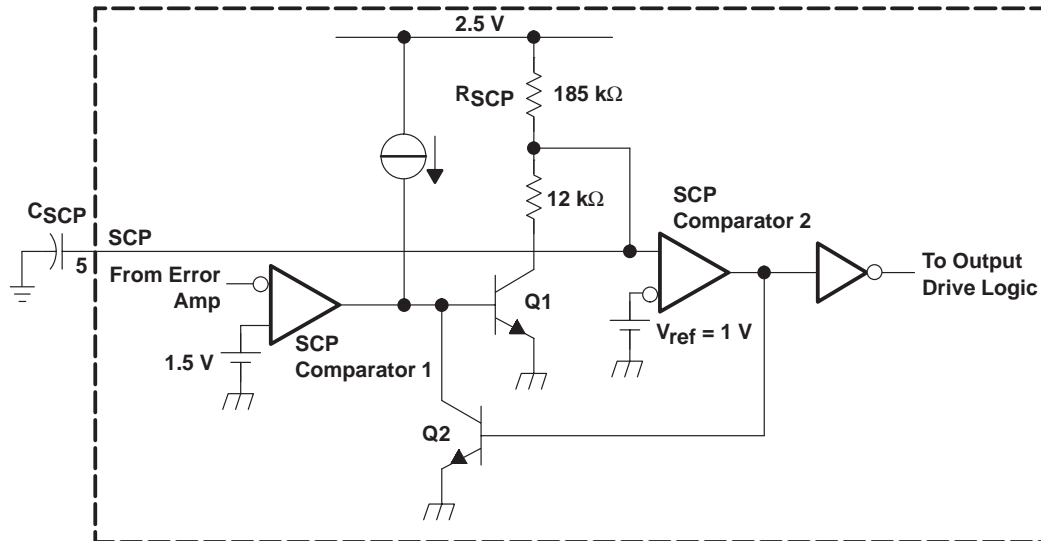 2.5 V
RSCP
185 kΩ
12 kΩ
CSCP
SCP
5
SCP
Comparator 2
From Error
Amp
To Output
Drive Logic
Q1
Vref = 1 V
1.5 V
SCP
Comparator 1
Q2